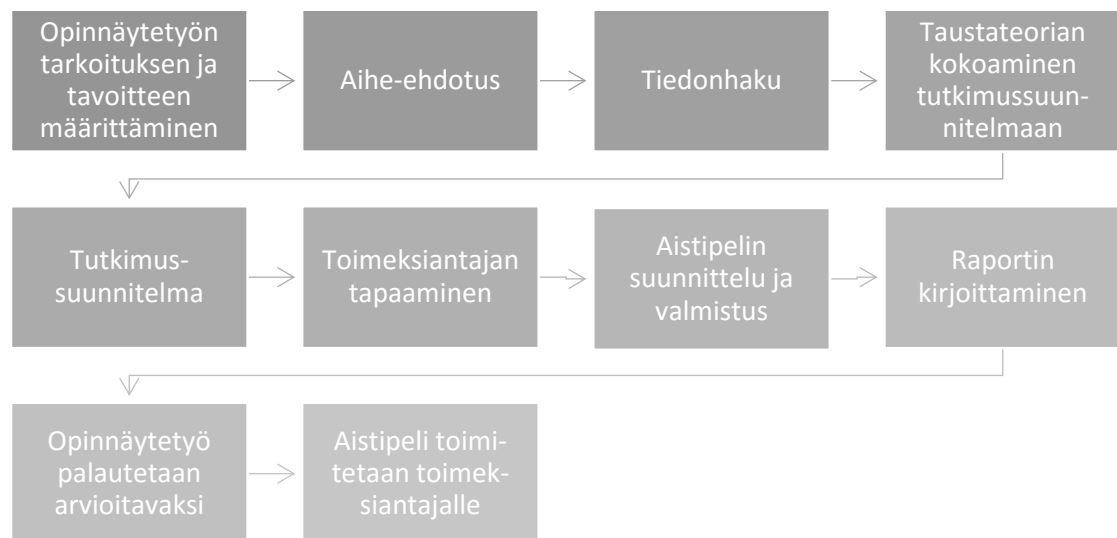 Opinnäytetyön
tarkoituksen ja
tavoitteen
määrittäminen
Aihe-ehdotus
Tiedonhaku
Taustateorian
kokoaminen
tutkimussuun-
nitelmaan
Tutkimus-
suunnitelma
Toimeksiantajan
tapaaminen
Aistipelin
suunnittelu ja
valmistus
Raportin
kirjoittaminen
Opinnäytetyö
palautetaan
arvioitavaksi
Aistipeli toimi-
tetaan toimek-
siantajalle